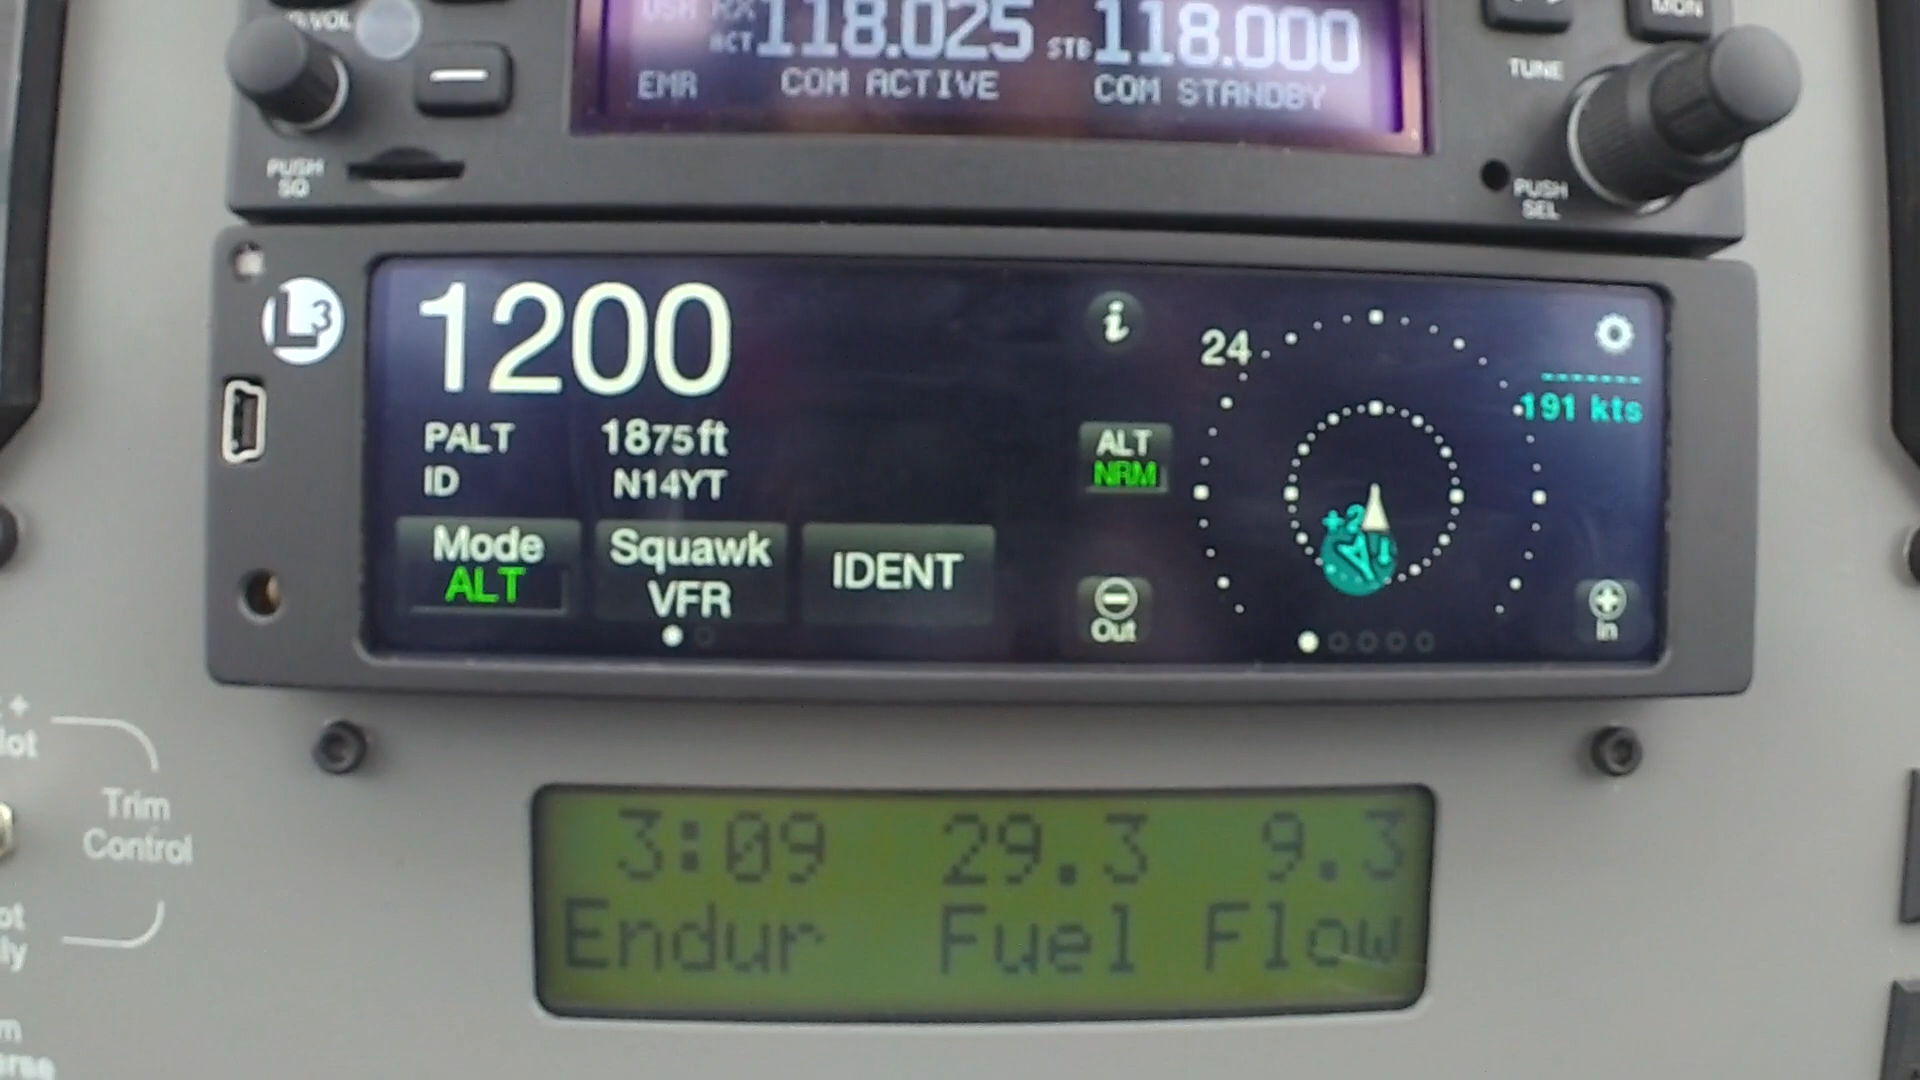 VOL
USR RX
ACT 118.025 STB 118.000
EMR COM ACTIVE COM STANDBY
MON
TUNE
PUSH
SQ
PUSH
SEL
L3
1200
PALT 1875ft
ID N14YT
Mode
ALT
Squawk
VFR
IDENT
i
ALT
NRM
Out
24
191 kts
+2
In
Trim
Control
3:09 29.3 9.3
Endur Fuel Flow